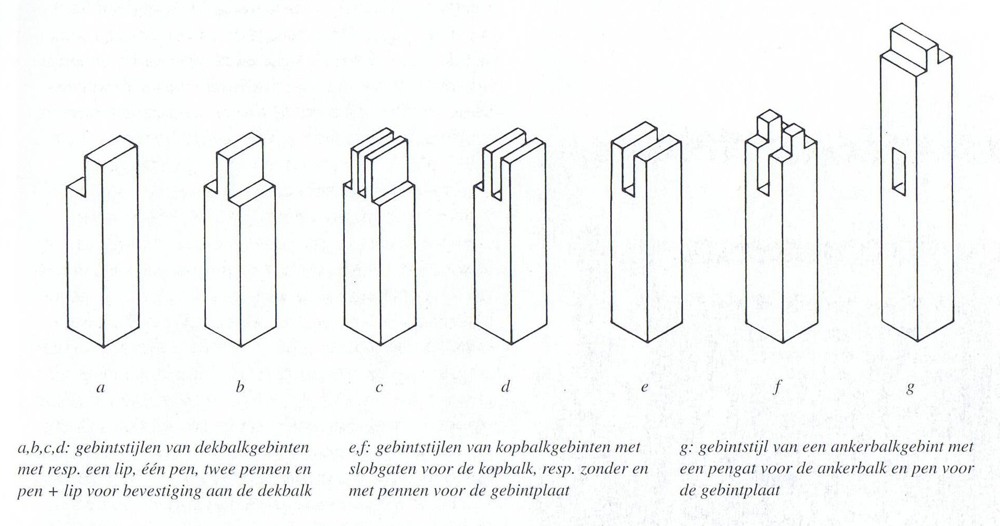 a b c d e f g
a,b,c,d: gebintstijlen van dekbalkgebinten
met resp. een lip, één pen, twee pennen en
pen + lip voor bevestiging aan de dekbalk
e,f: gebintstijlen van kopbalkgebinten met
slobgaten voor de kopbalk, resp. zonder en
met pennen voor de gebintplaat
g: gebintstijl van een ankerbalkgebint met
een pengat voor de ankerbalk en pen voor
de gebintplaat